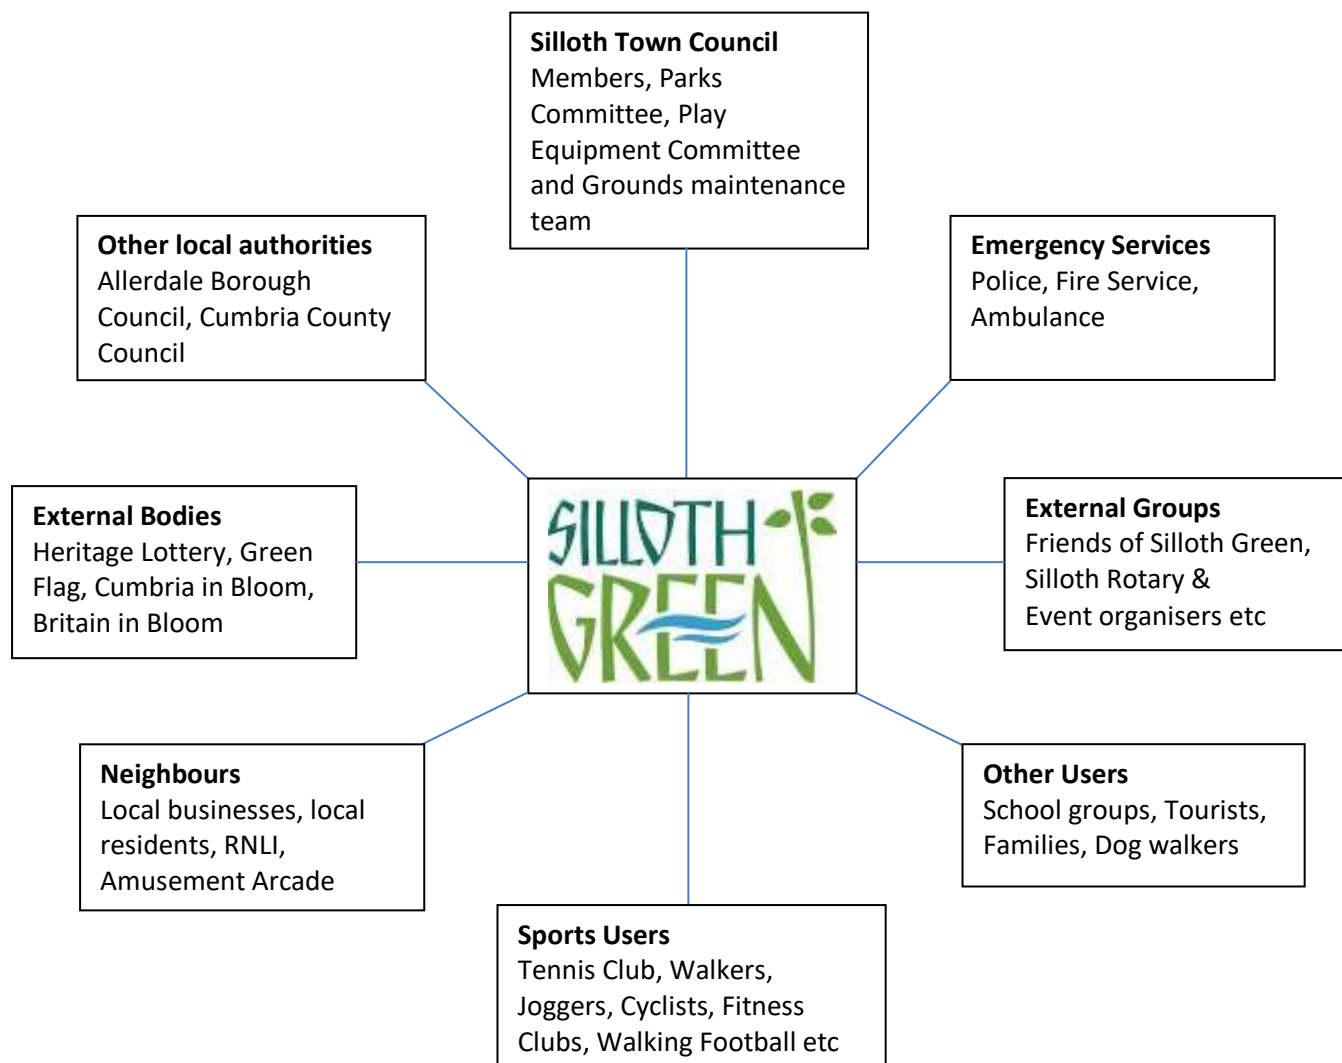 Silloth Town Council
Members, Parks
Committee, Play
Equipment Committee
and Grounds maintenance
team
Other local authorities
Allerdale Borough
Council, Cumbria County
Council
Emergency Services
Police, Fire Service,
Ambulance
External Bodies
Heritage Lottery, Green
Flag, Cumbria in Bloom,
Britain in Bloom
SILLOTH
GREEN
External Groups
Friends of Silloth Green,
Silloth Rotary &
Event organisers etc
Neighbours
Local businesses, local
residents, RNLI,
Amusement Arcade
Other Users
School groups, Tourists,
Families, Dog walkers
Sports Users
Tennis Club, Walkers,
Joggers, Cyclists, Fitness
Clubs, Walking Football etc